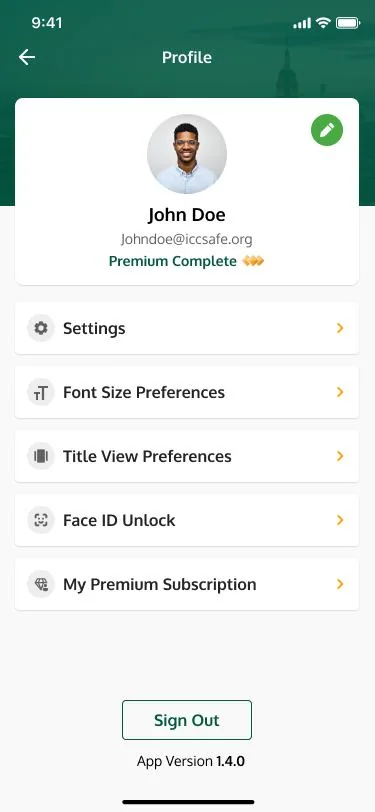 9:41
Profile
John Doe
Johndoe@iccsafe.org
Premium Complete
Settings
Font Size Preferences
Title View Preferences
Face ID Unlock
My Premium Subscription
Sign Out
App Version 1.4.0